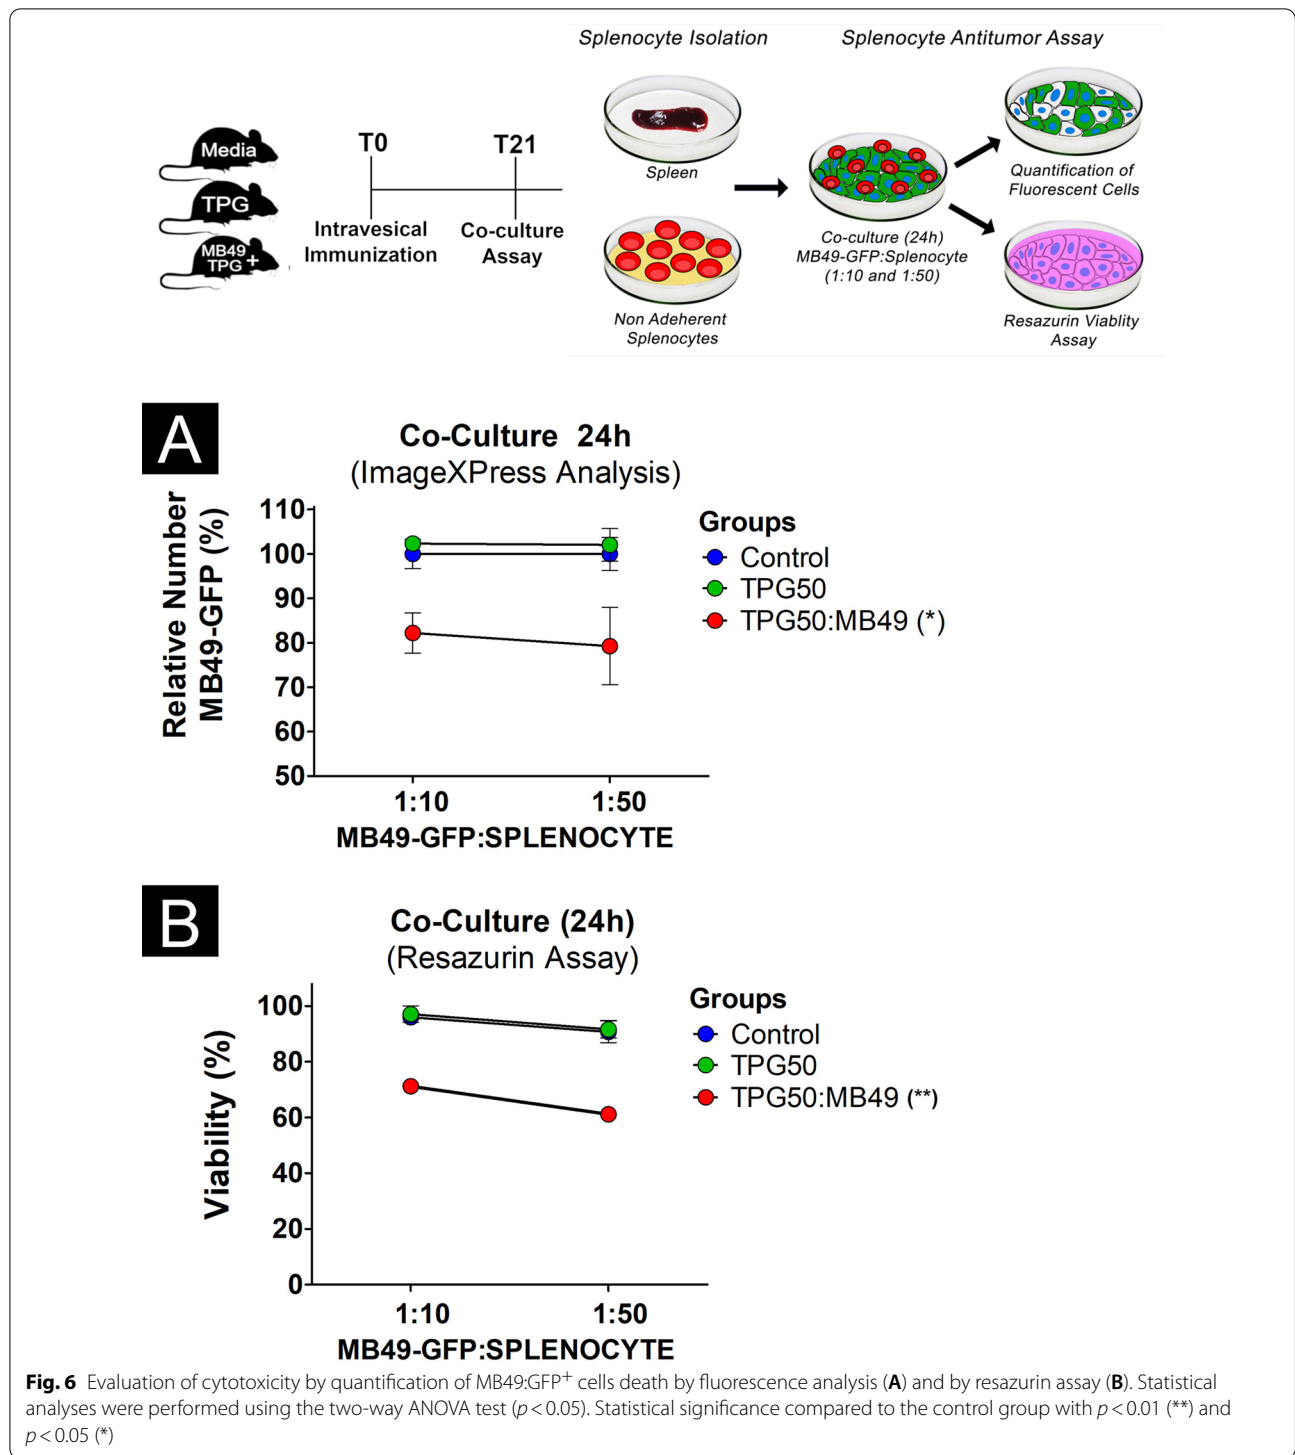 Splenocyte Isolation
Splenocyte Antitumor Assay
Media
TPG
MB49
TPG +
T0
T21
Intravesical
Immunization
Co-culture
Assay
Spleen
Non Adeherent
Splenocytes
Co-culture (24h)
MB49-GFP:Splenocyte
(1:10 and 1:50)
Quantification of
Fluorescent Cells
Resazurin Viablity
Assay
A
Co-Culture 24h
(ImageXPress Analysis)
Relative Number
MB49-GFP (%)
110
100
90
80
70
60
50
1:10
1:50
MB49-GFP:SPLENOCYTE
Groups
Control
TPG50
TPG50:MB49 (*)
B
Co-Culture (24h)
(Resazurin Assay)
Viability (%)
100
80
60
40
20
0
1:10
1:50
MB49-GFP:SPLENOCYTE
Groups
Control
TPG50
TPG50:MB49 (**)
Fig. 6 Evaluation of cytotoxicity by quantification of MB49:GFP+ cells death by fluorescence analysis (A) and by resazurin assay (B). Statistical
analyses were performed using the two-way ANOVA test (p < 0.05). Statistical significance compared to the control group with p < 0.01 (**) and
p < 0.05 (*)